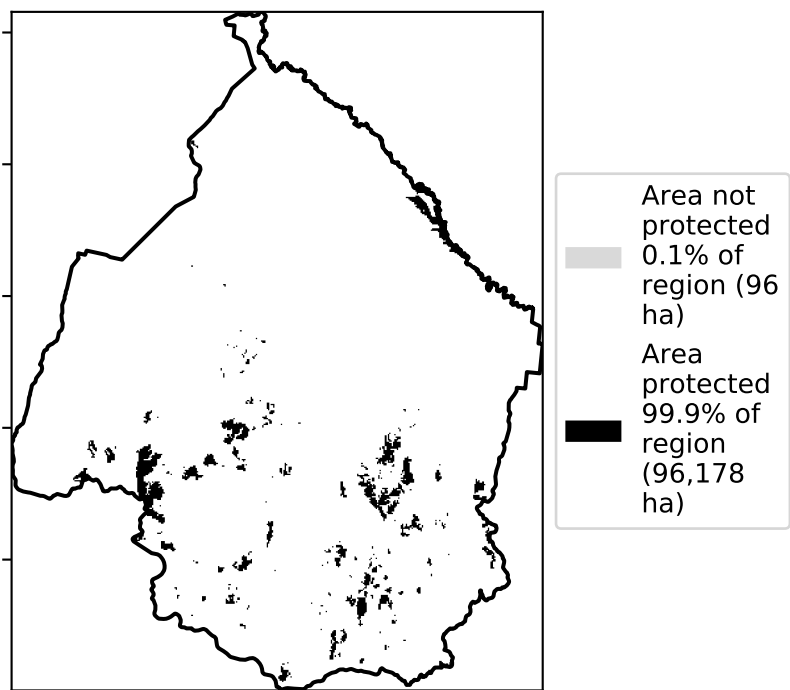 Area not
protected
0.1% of
region (96
ha)
Area
protected
99.9% of
region
(96,178
ha)